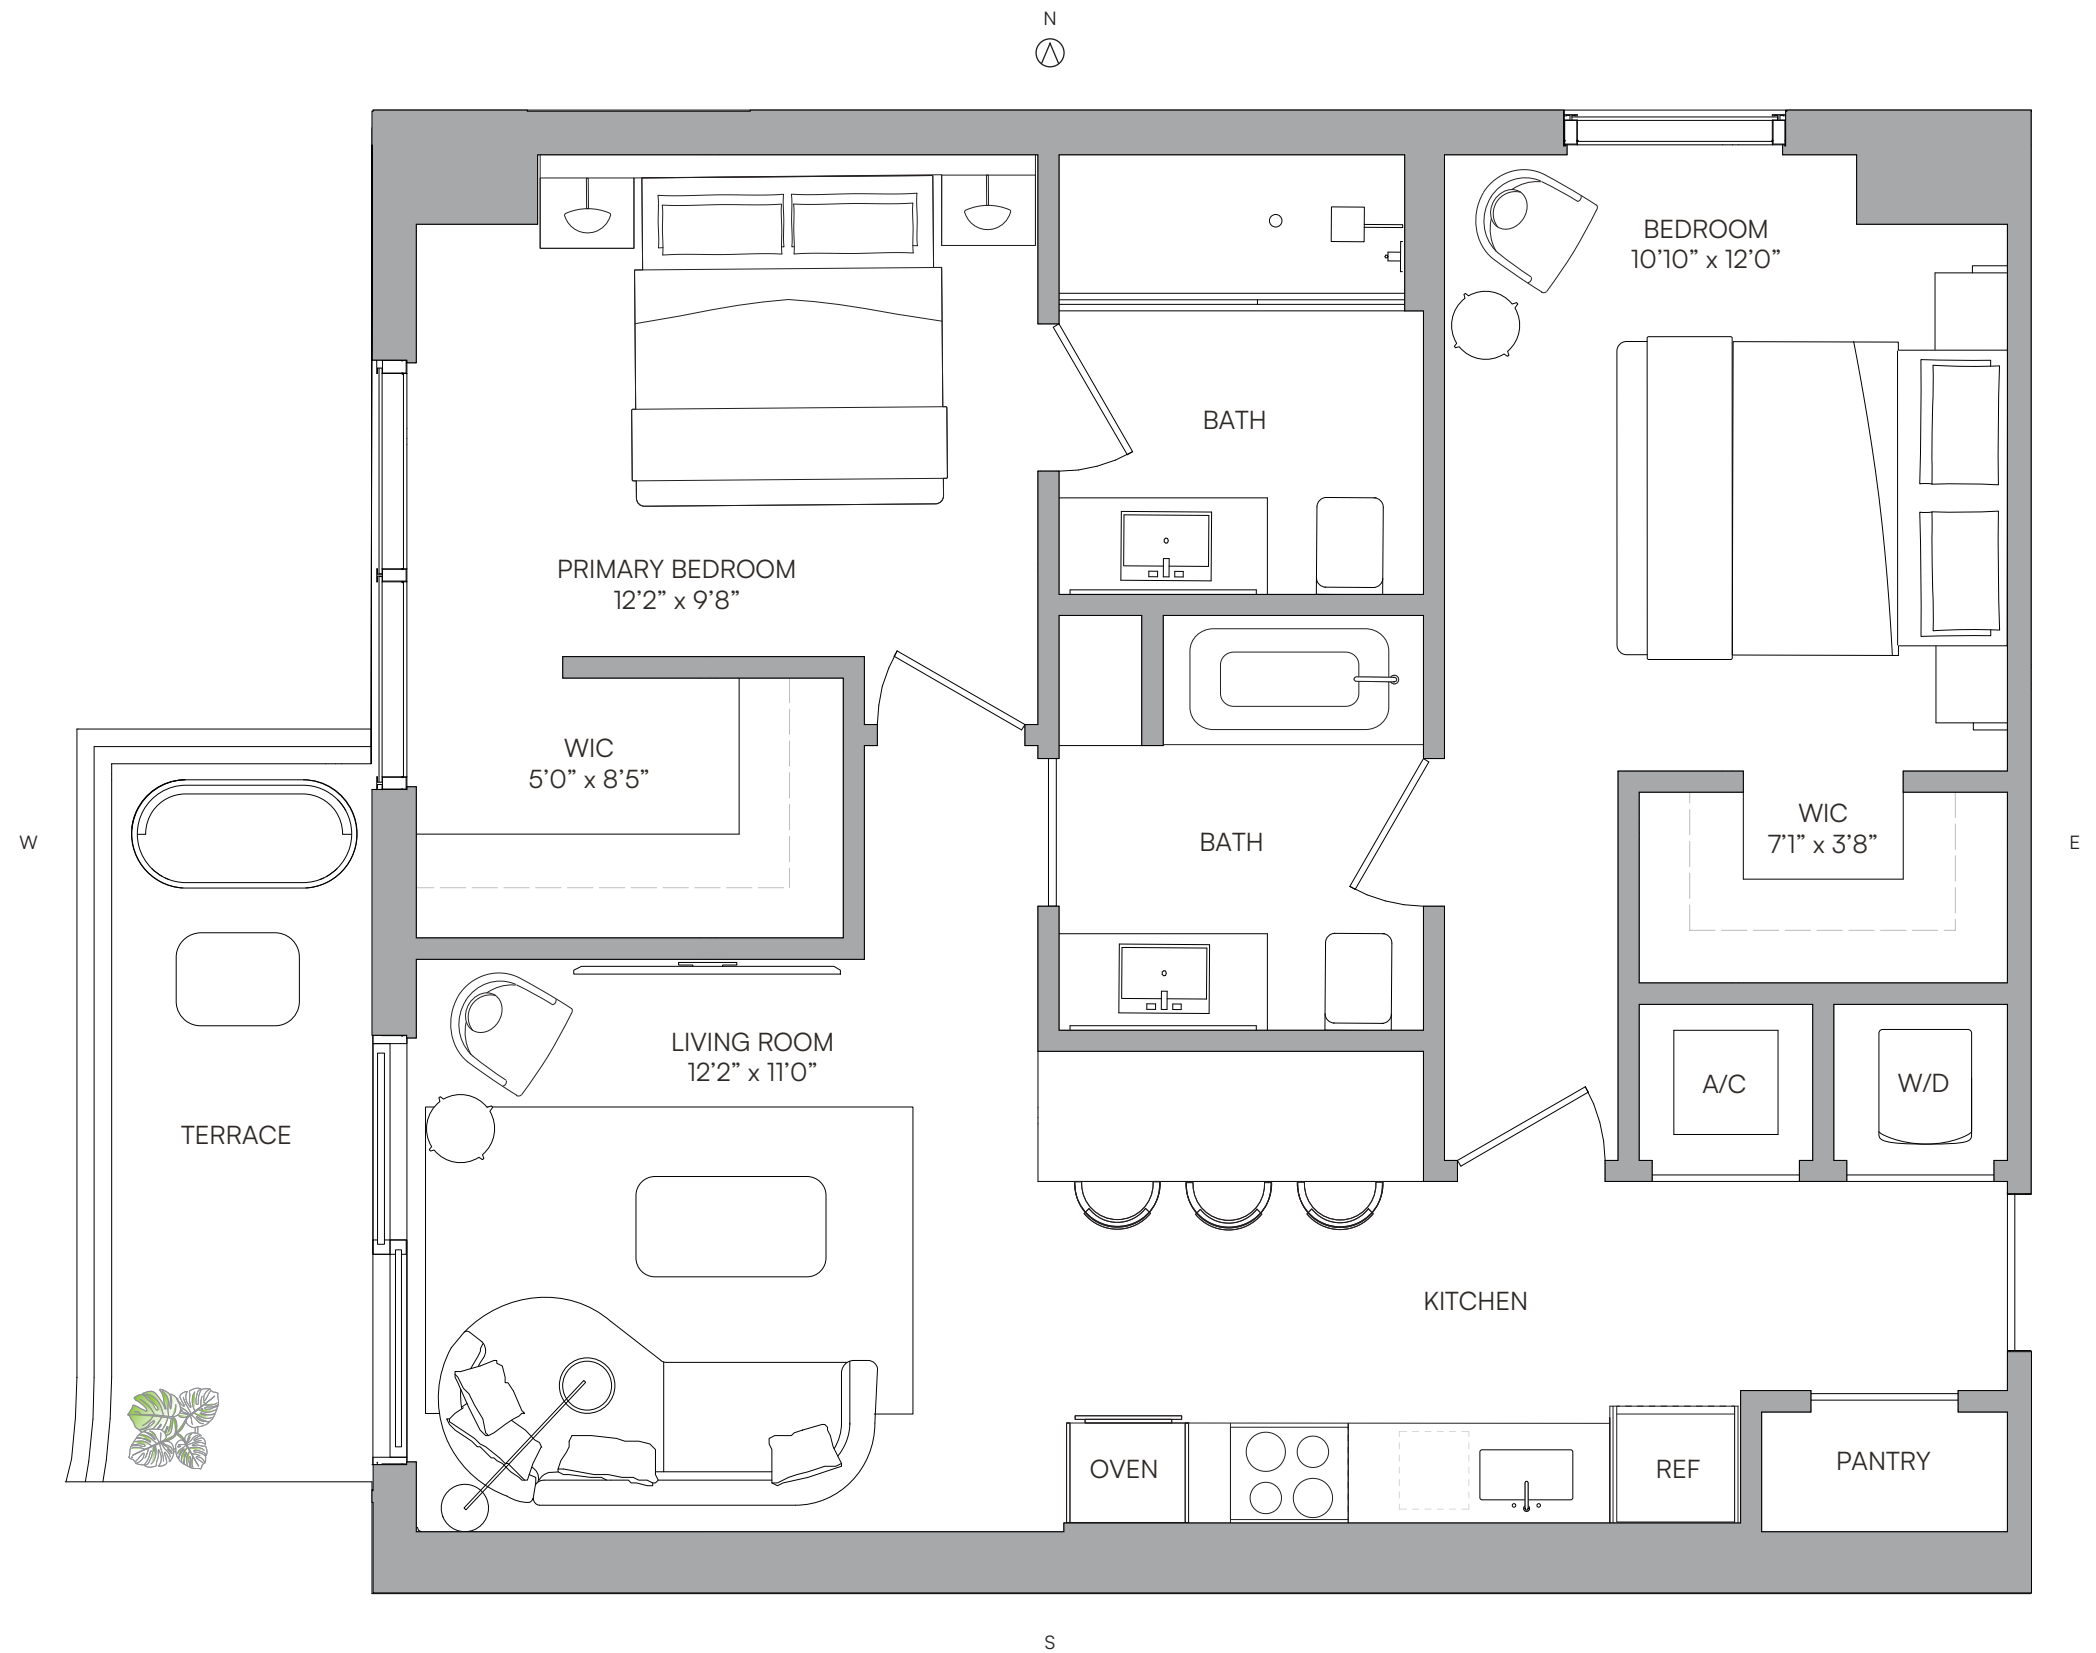 N
BEDROOM
10’10” x 12’0”
BATH
PRIMARY BEDROOM
12’2” x 9’8”
WIC
5’0” x 8’5”
WIC
7’1” x 3’8”
W
BATH
E
LIVING ROOM
12’2” x 11’0”
A/C
W/D
TERRACE
KITCHEN
OVEN
REF
PANTRY
S